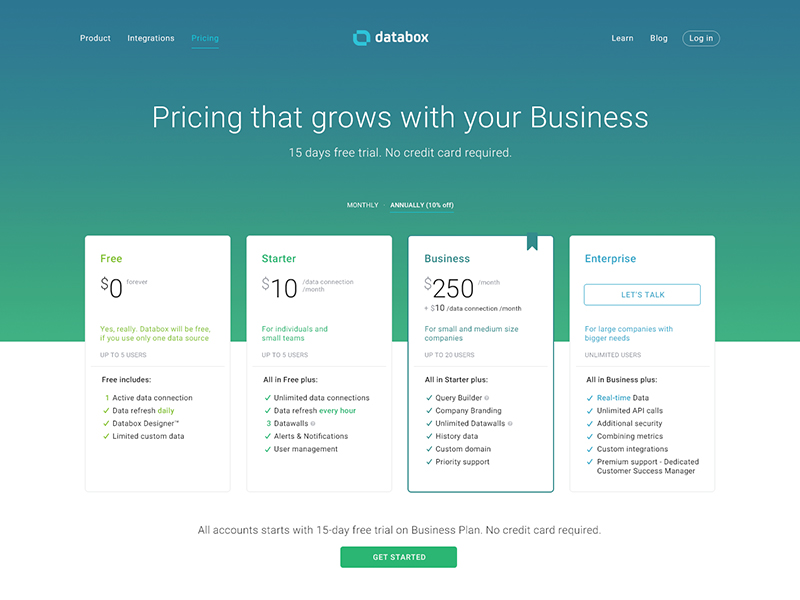 Product Integrations Pricing databox Learn Blog Log in
Pricing that grows with your Business
15 days free trial. No credit card required.
MONTHLY · ANNUALLY (10% off)
Free
$0 forever
Yes, really. Databox will be free,
if you use only one data source
UP TO 5 USERS
Free includes:
1 Active data connection
✓ Data refresh daily
✓ Databox Designer™
✓ Limited custom data
Starter
$10 /data connection
/month
For individuals and
small teams
UP TO 5 USERS
All in Free plus:
✓ Unlimited data connections
✓ Data refresh every hour
3 Datawalls
✓ Alerts & Notifications
✓ User management
Business
$250 /month
+ $10 /data connection /month
For small and medium size
companies
UP TO 20 USERS
All in Starter plus:
✓ Query Builder
✓ Company Branding
✓ Unlimited Datawalls
✓ History data
✓ Custom domain
✓ Priority support
Enterprise
LET'S TALK
For large companies with
bigger needs
UNLIMITED USERS
All in Business plus:
✓ Real-time Data
✓ Unlimited API calls
✓ Additional security
✓ Combining metrics
✓ Custom integrations
✓ Premium support - Dedicated
Customer Success Manager
All accounts starts with 15-day free trial on Business Plan. No credit card required.
GET STARTED